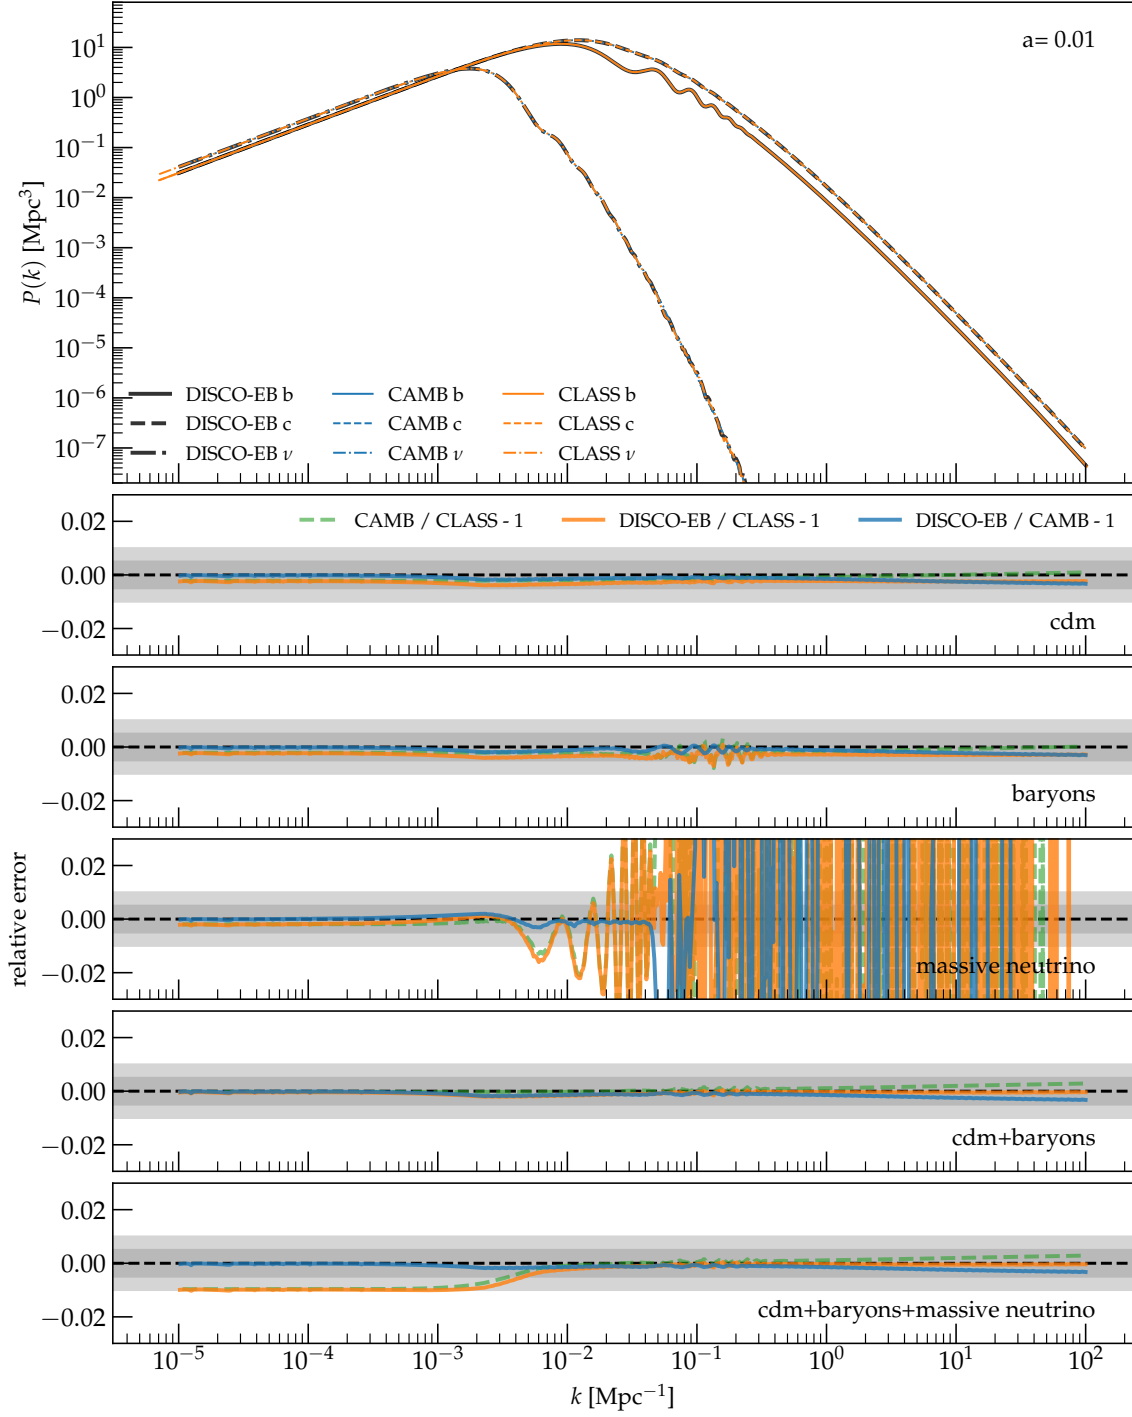 a= 0.01
10^1
10^0
10^−1
10^−2
10^−3
10^−4
10^−5
10^−6
10^−7
P(k) [Mpc^3]
DISCO-EB b CAMB b CLASS b
DISCO-EB c CAMB c CLASS c
DISCO-EB ν CAMB ν CLASS ν
CAMB / CLASS - 1 DISCO-EB / CLASS - 1 DISCO-EB / CAMB - 1
0.02
0.00
−0.02
cdm
0.02
0.00
−0.02
baryons
relative error
0.02
0.00
−0.02
massive neutrino
0.02
0.00
−0.02
cdm+baryons
0.02
0.00
−0.02
cdm+baryons+massive neutrino
10^−5 10^−4 10^−3 10^−2 10^−1 10^0 10^1 10^2
k [Mpc^−1]